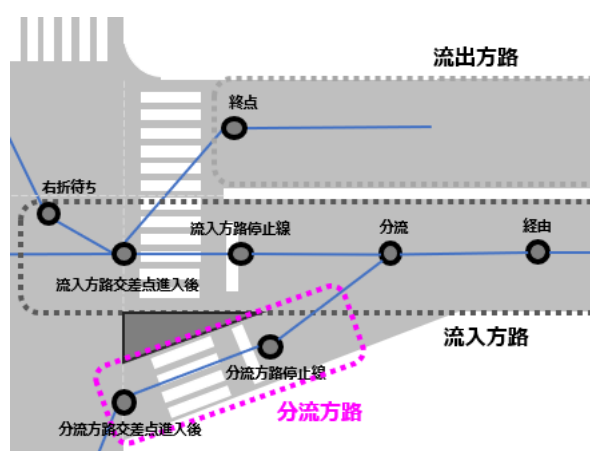 流出方路
終点
右折待ち
流入方路停止線
分流
経由
流入方路交差点進入後
流入方路
分流方路停止線
分流方路
分流方路交差点進入後